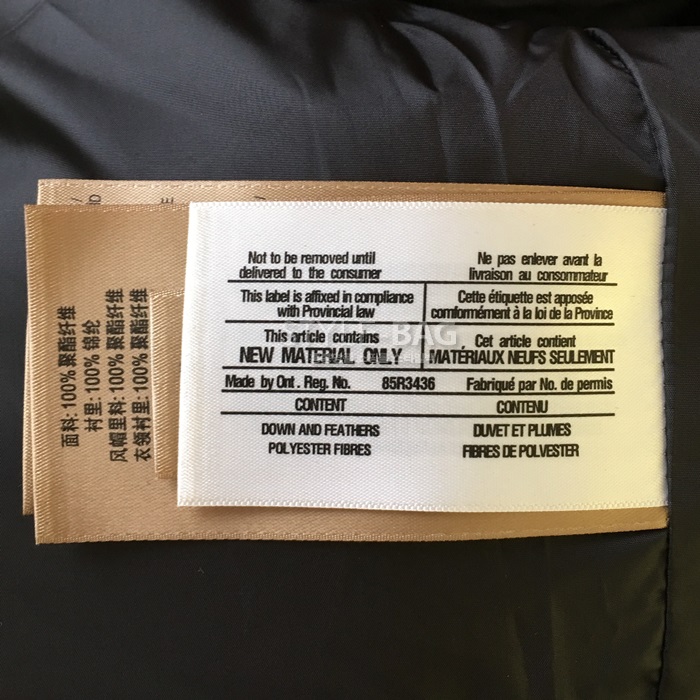 Not to be removed until
delivered to the consumer
Ne pas enlever avant la
livraison au consommateur
This label is affixed in compliance
with Provincial law
Cette étiquette est apposée
comformément à la loi de la Province
This article contains
NEW MATERIAL ONLY
Cet article contient
MATÉRIAUX NEUFS SEULEMENT
Made by Ont. Reg. No. 85R3436 Fabriqué par No. de permis
CONTENT
CONTENU
DOWN AND FEATHERS
POLYESTER FIBRES
DUVET ET PLUMES
FIBRES DE POLVESTER
面料: 100% 聚酯纤维
衬里: 100% 锦纶
风帽里料: 100% 聚酯纤维
衣领衬里: 100% 聚酯纤维
STYLE-BAG